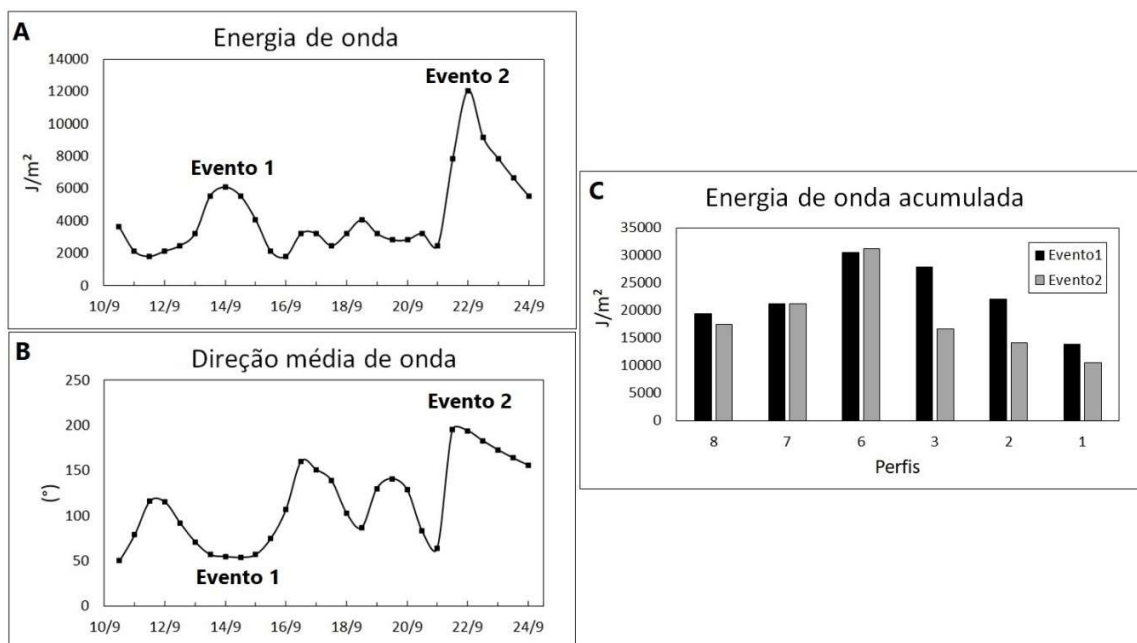 A
Energia de onda
14000
12000
10000
8000
6000
4000
2000
0
J/m²
Evento 1
Evento 2
10/9 12/9 14/9 16/9 18/9 20/9 22/9 24/9
B
Direção média de onda
250
200
150
100
50
0
(°)
Evento 1
Evento 2
10/9 12/9 14/9 16/9 18/9 20/9 22/9 24/9
C
Energia de onda acumulada
35000
30000
25000
20000
15000
10000
5000
0
J/m²
Evento1
Evento2
8 7 6 3 2 1
Perfis